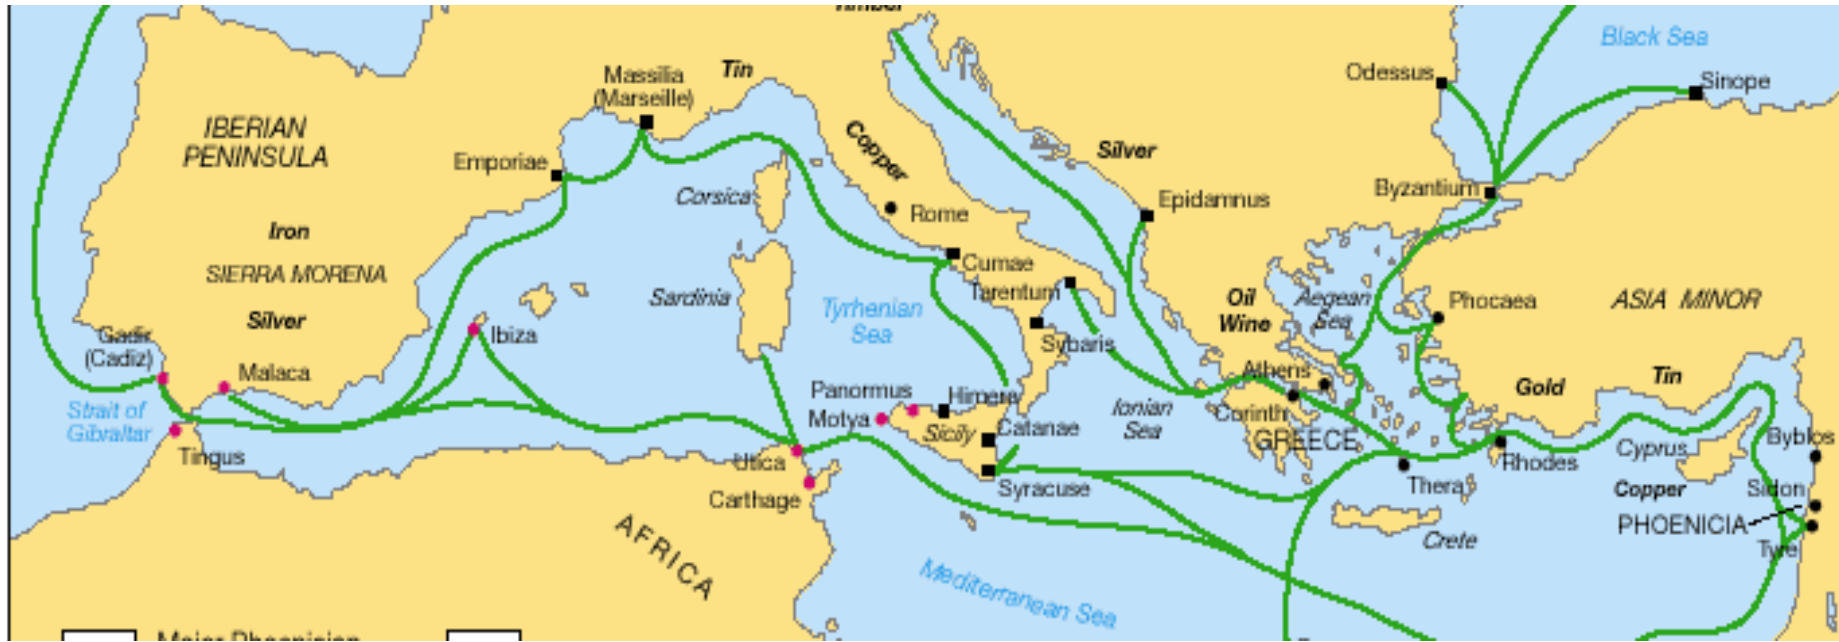 Amber
Black Sea
Massilia
(Marseille)
Tin
Odessus
Sinope
IBERIAN
PENINSULA
Copper
Silver
Emporiae
Corsica
Rome
Epidamnus
Byzantium
Iron
SIERRA MORENA
Cumae
Tarentum
Sardinia
Tyrrhenian
Sea
Oil
Wine
Aegean
Sea
Phocaea
ASIA MINOR
Silver
Gadir
(Cadiz)
Ibiza
Sybaris
Malaca
Athens
Gold
Tin
Panormus
Himera
Strait of
Gibraltar
Motya
Sicily
Catanae
Ionian
Sea
Corinth
GREECE
Byblos
Tingus
Utica
Rhodes
Cyprus
Carthage
Syracuse
Thera
Copper
Sidon
AFRICA
Crete
PHOENICIA
Tyre
Mediterranean Sea
Major Phoenician